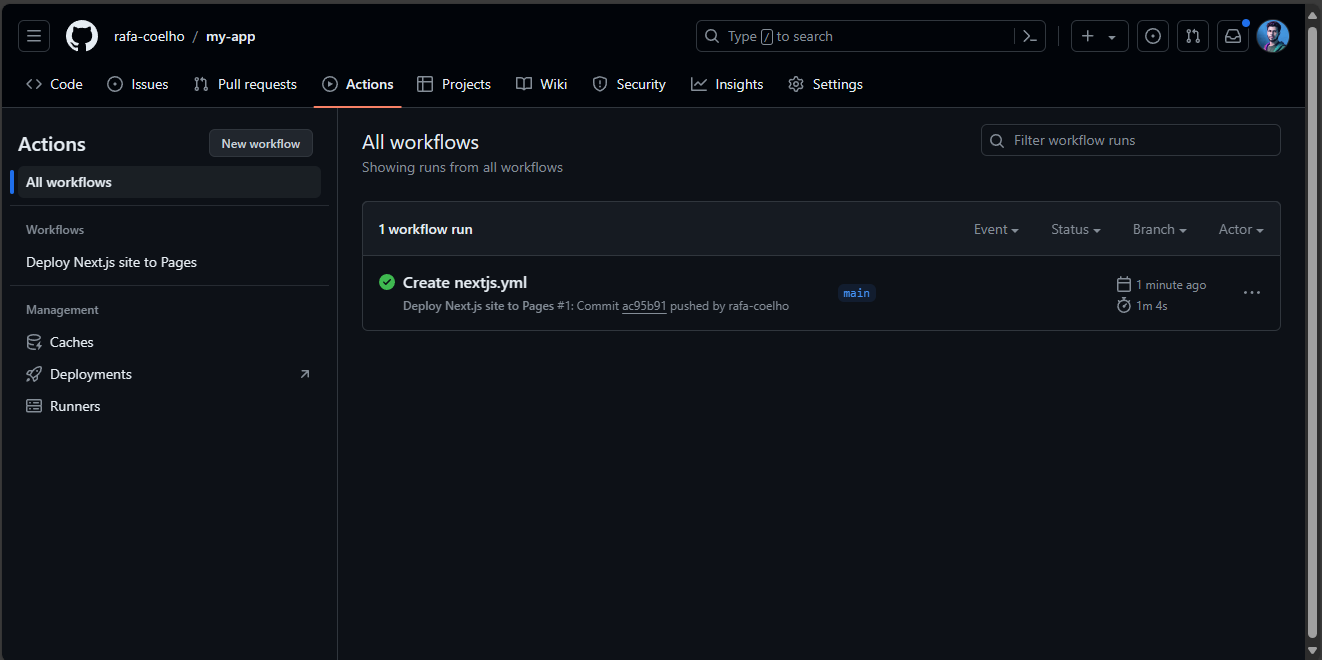 rafa-coelho / my-app
Type / to search
Code Issues Pull requests Actions Projects Wiki Security Insights Settings
Actions
New workflow
All workflows
Workflows
Deploy Next.js site to Pages
Management
Caches
Deployments
Runners
All workflows
Showing runs from all workflows
Filter workflow runs
1 workflow run
Event Status Branch Actor
Create nextjs.yml
Deploy Next.js site to Pages #1: Commit ac95b91 pushed by rafa-coelho
main
1 minute ago
1m 4s